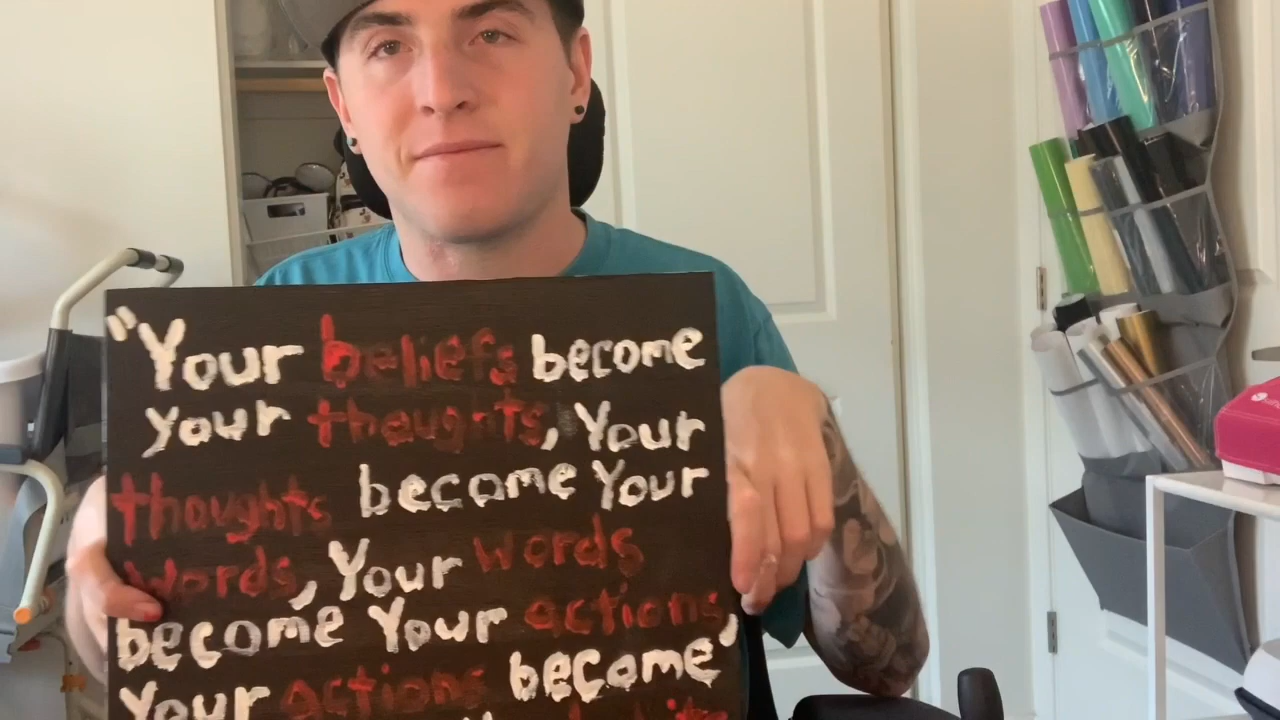 "Your beliefs become
your thoughts, Your
thoughts become Your
Words, Your Words
become Your actions,
Your actions become